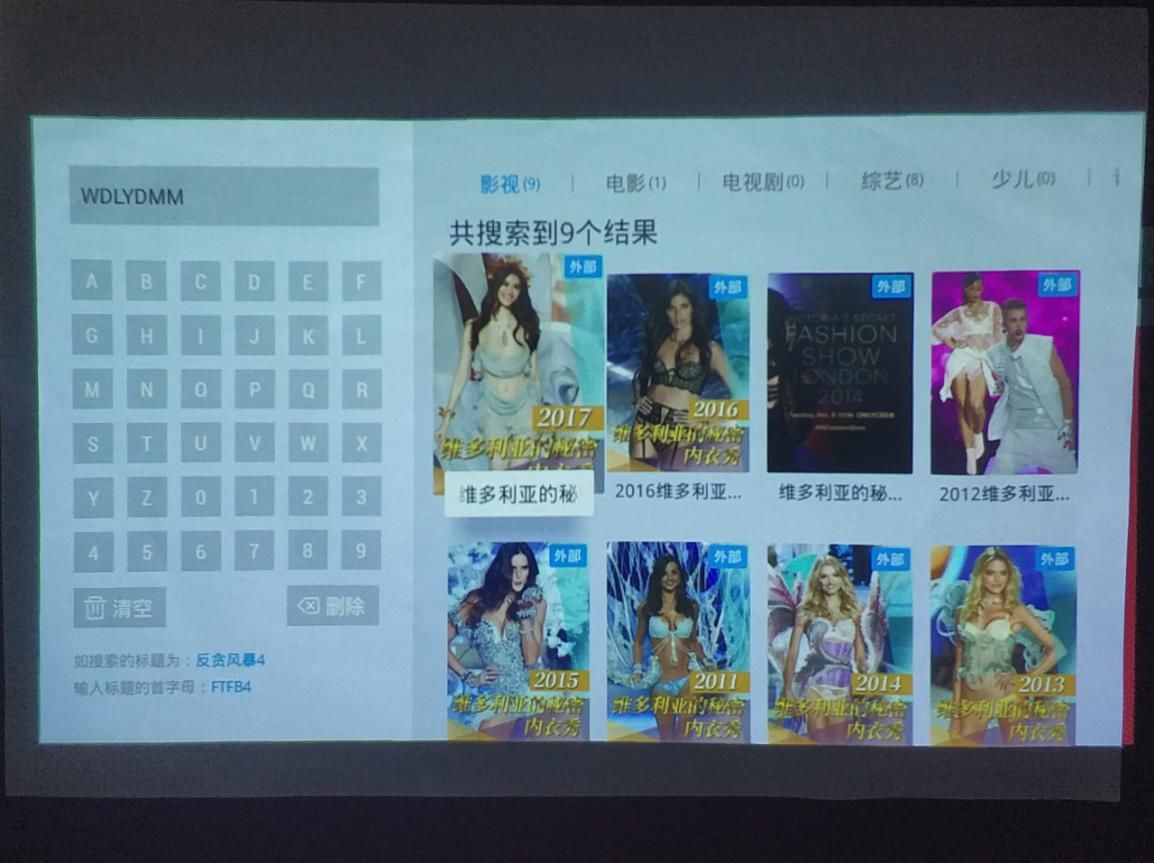 WDLYDMM
A B C D E F
G H I J K L
M N O P Q R
S T U V W X
Y Z 0 1 2 3
4 5 6 7 8 9
清空 删除
如搜索的标题为：反贪风暴4
输入标题的首字母：FTFB4
影视(9) 电影(1) 电视剧(0) 综艺(8) 少儿(0)
共搜索到9个结果
外部
2017
维多利亚的秘密
内衣秀
维多利亚的秘
外部
2016
维多利亚的秘密
内衣秀
2016维多利亚...
外部
VICTORIA'S SECRET
FASHION
SHOW
LONDON
2014
维多利亚的秘...
外部
2012维多利亚...
外部
2015
维多利亚的秘密
内衣秀
外部
2011
维多利亚的秘密
内衣秀
外部
2014
维多利亚的秘密
内衣秀
外部
2013
维多利亚的秘密
内衣秀